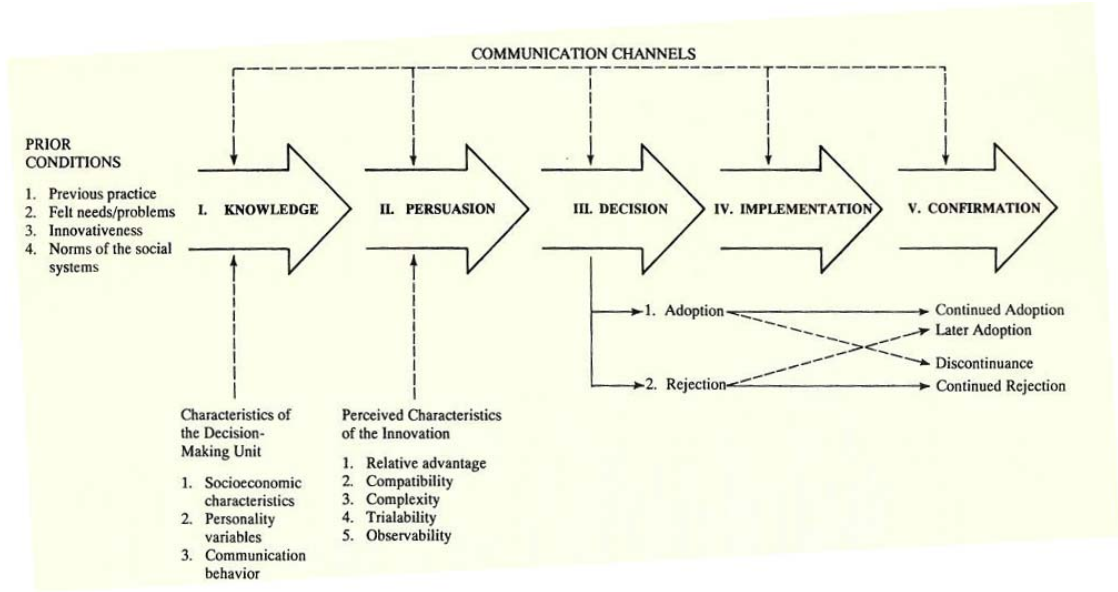 COMMUNICATION CHANNELS
PRIOR
CONDITIONS
1. Previous practice
2. Felt needs/problems
3. Innovativeness
4. Norms of the social
systems
I. KNOWLEDGE
II. PERSUASION
III. DECISION
IV. IMPLEMENTATION
V. CONFIRMATION
1. Adoption
2. Rejection
Continued Adoption
Later Adoption
Discontinuance
Continued Rejection
Characteristics of
the Decision-
Making Unit
1. Socioeconomic
characteristics
2. Personality
variables
3. Communication
behavior
Perceived Characteristics
of the Innovation
1. Relative advantage
2. Compatibility
3. Complexity
4. Trialability
5. Observability